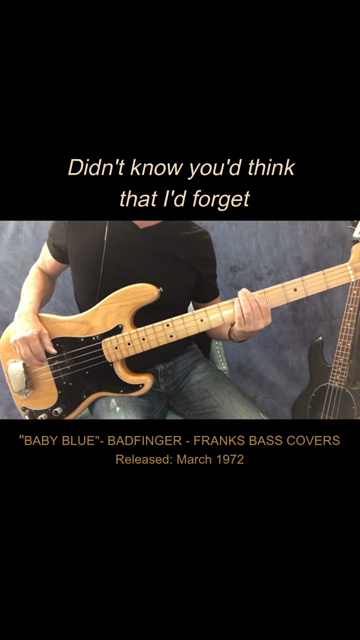 Didn't know you'd think
that I'd forget
"BABY BLUE"- BADFINGER - FRANKS BASS COVERS
Released: March 1972